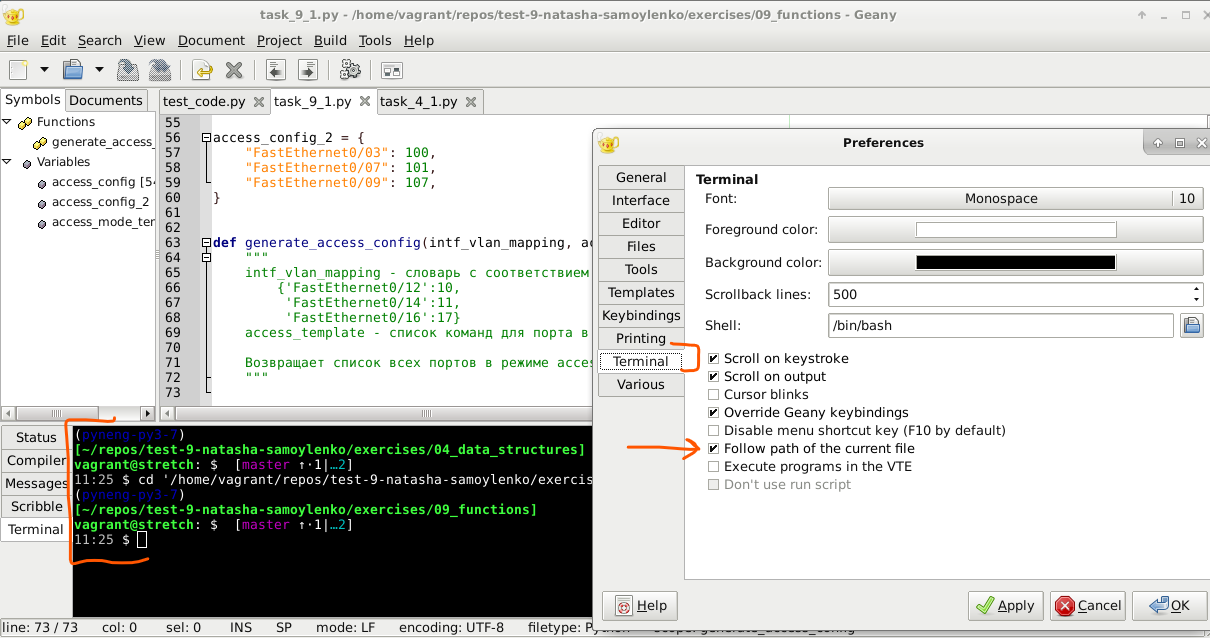 task_9_1.py - /home/vagrant/repos/test-9-natasha-samoylenko/exercises/09_functions - Geany
File Edit Search View Document Project Build Tools Help
Symbols Documents
test_code.py task_9_1.py task_4_1.py
Functions
generate_access_
Variables
access_config [54
access_config_2
access_mode_ter
55
56 access_config_2 = {
57 "FastEthernet0/03": 100,
58 "FastEthernet0/07": 101,
59 "FastEthernet0/09": 107,
60 }
61
62
63 def generate_access_config(intf_vlan_mapping, ac
64 """
65 intf_vlan_mapping - словарь с соответствием
66 {'FastEthernet0/12':10,
67 'FastEthernet0/14':11,
68 'FastEthernet0/16':17}
69 access_template - список команд для порта в
70
71 Возвращает список всех портов в режиме acces
72 """
73
Status
Compiler
Messages
Scribble
Terminal
(pyneng-py3-7)
[~/repos/test-9-natasha-samoylenko/exercises/04_data_structures]
vagrant@stretch: $ [master ↑·1|…2]
11:25 $ cd '/home/vagrant/repos/test-9-natasha-samoylenko/exercis
(pyneng-py3-7)
[~/repos/test-9-natasha-samoylenko/exercises/09_functions]
vagrant@stretch: $ [master ↑·1|…2]
11:25 $
Preferences
General
Interface
Editor
Files
Tools
Templates
Keybindings
Printing
Terminal
Various
Terminal
Font: Monospace 10
Foreground color:
Background color:
Scrollback lines: 500
Shell: /bin/bash
Scroll on keystroke
Scroll on output
Cursor blinks
Override Geany keybindings
Disable menu shortcut key (F10 by default)
Follow path of the current file
Execute programs in the VTE
Don't use run script
Help Apply Cancel OK
line: 73 / 73 col: 0 sel: 0 INS SP mode: LF encoding: UTF-8 filetype: Python scope: generate_access_config